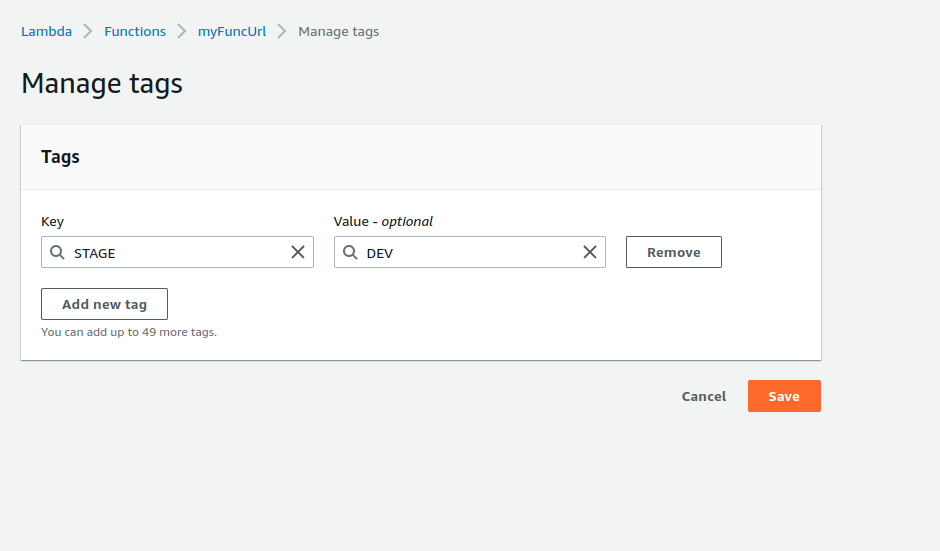 Lambda > Functions > myFuncUrl > Manage tags
Manage tags
Tags
Key Value - optional
STAGE DEV Remove
Add new tag
You can add up to 49 more tags.
Cancel Save